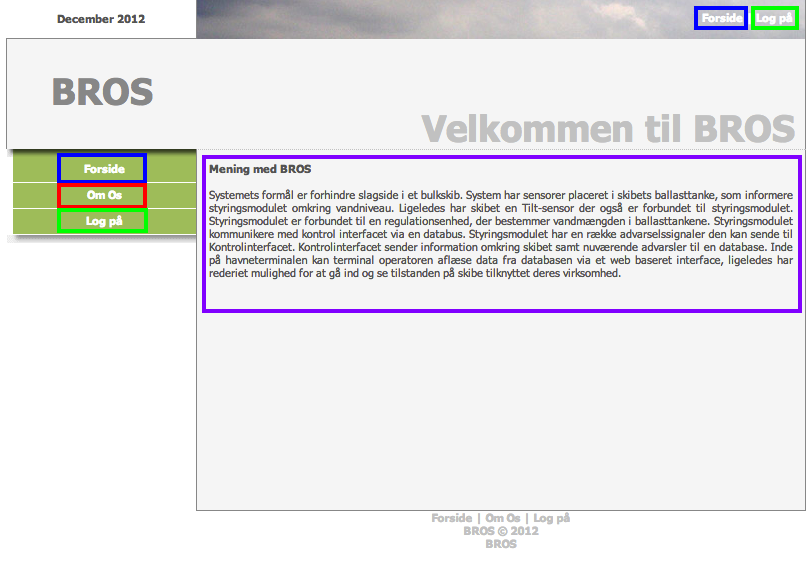 December 2012
Forside Log på
BROS
Velkommen til BROS
Forside
Om Os
Log på
Mening med BROS
Systemets formål er forhindre slagside i et bulkskib. System har sensorer placeret i skibets ballasttanke, som informere
styringsmodulet omkring vandniveau. Ligeledes har skibet en Tilt-sensor der også er forbundet til styringsmodulet.
Styringsmodulet er forbundet til en regulationsenhed, der bestemmer vandmængden i ballasttankene. Styringsmodulet
kommunikere med kontrol interfacet via en databus. Styringsmodulet har en række advarselssignaler den kan sende til
Kontrolinterfacet. Kontrolinterfacet sender information omkring skibet samt nuværende advarsler til en database. Inde
på havneterminalen kan terminal operatoren aflæse data fra databasen via et web baseret interface, ligeledes har
rederiet mulighed for at gå ind og se tilstanden på skibe tilknyttet deres virksomhed.
Forside | Om Os | Log på
BROS © 2012
BROS